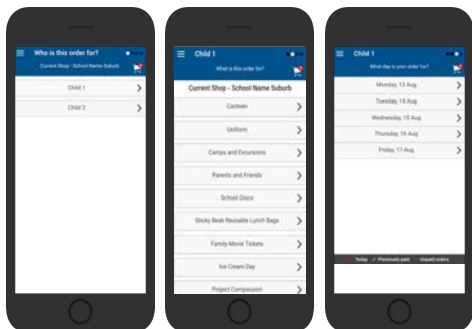 Who is this order for?
Current Shop - School Name Suburb
Child 1
Child 2
Child 1
What is this order for?
Current Shop - School Name Suburb
Canteen
Uniform
Camps and Excursions
Parents and Friends
School Disco
Sticky Beak Reusable Lunch Bags
Family Movie Tickets
Ice Cream Day
Project Compassion
Child 1
What day is your order for?
Monday, 13 Aug
Tuesday, 14 Aug
Wednesday, 15 Aug
Thursday, 16 Aug
Friday, 17 Aug
Today ✓ Previously paid Unpaid orders